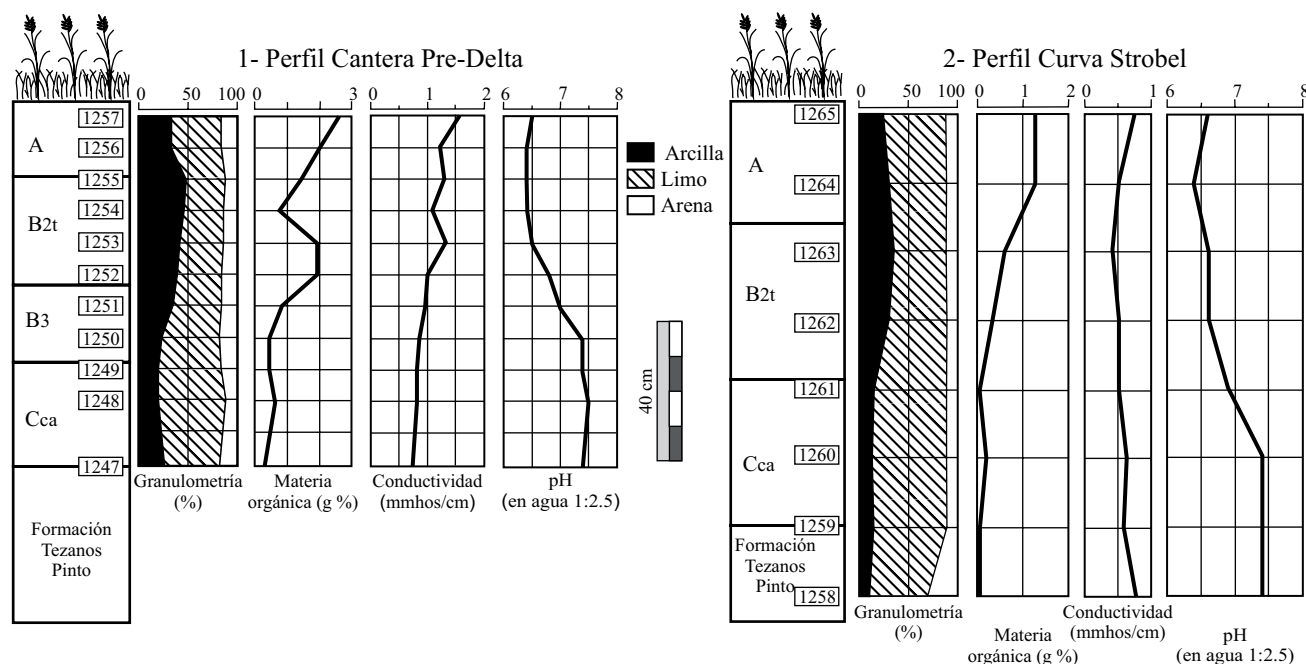 1- Perfil Cantera Pre-Delta
0 50 100
0 3
0 1 2
6 7 8
A
B2t
B3
Cca
Formación
Tezanos
Pinto
1257
1256
1255
1254
1253
1252
1251
1250
1249
1248
1247
Granulometría
(%)
Materia
orgánica (g %)
Conductividad
(mmhos/cm)
pH
(en agua 1:2.5)
Arcilla
Limo
Arena
40 cm
2- Perfil Curva Strobel
0 50 100
0 1 2
0 1
6 7 8
A
B2t
Cca
Formación
Tezanos
Pinto
1265
1264
1263
1262
1261
1260
1259
1258
Granulometría
(%)
Materia
orgánica (g %)
Conductividad
(mmhos/cm)
pH
(en agua 1:2.5)